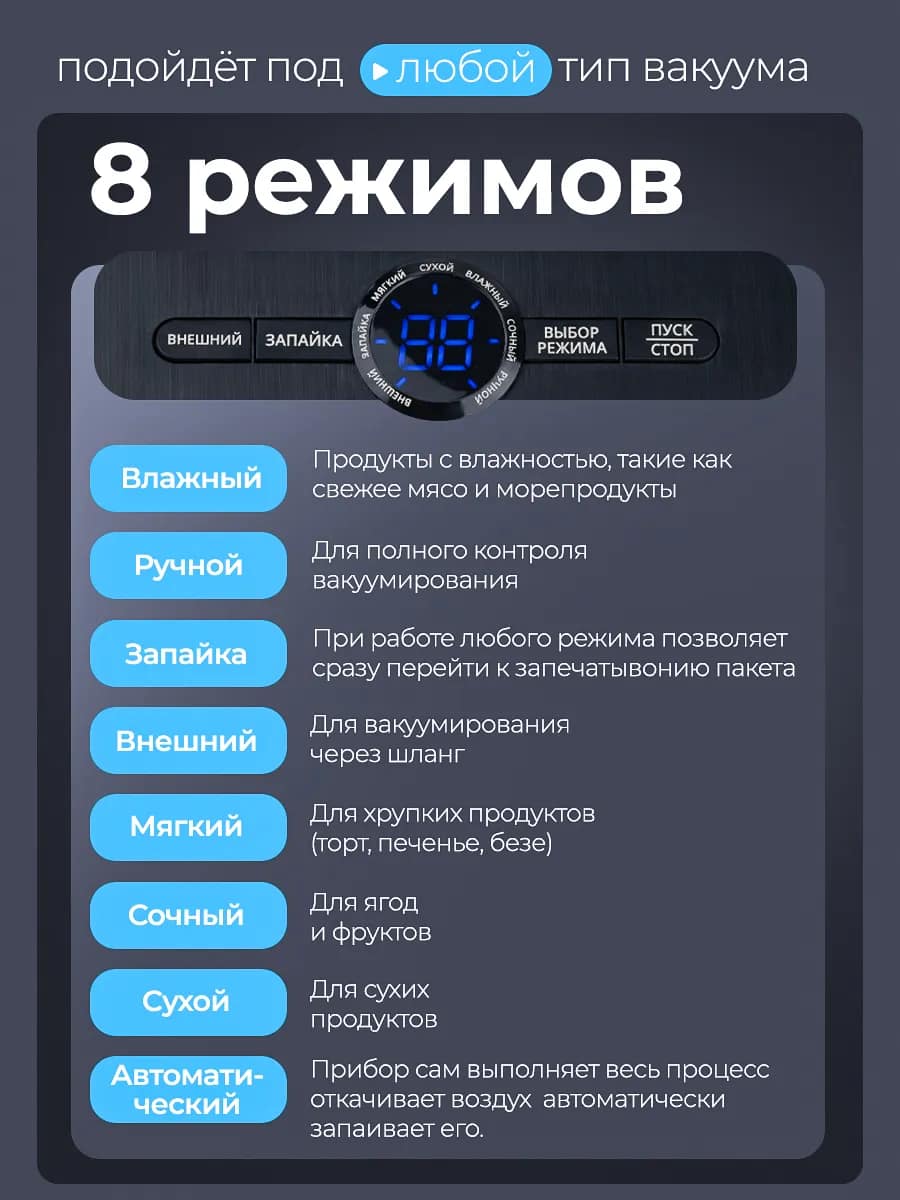 подойдёт под любой тип вакуума
8 режимов
МЯГКИЙ СУХОЙ ВЛАЖНЫЙ
ВНЕШНИЙ ЗАПАЙКА ЗАПАЙКА 88 СОЧНЫЙ ВЫБОР РЕЖИМА ПУСК СТОП
ВНЕШНИЙ РУЧНОЙ
Влажный
Продукты с влажностью, такие как
свежее мясо и морепродукты
Ручной
Для полного контроля
вакуумирования
Запайка
При работе любого режима позволяет
сразу перейти к запечатывонию пакета
Внешний
Для вакуумирования
через шланг
Мягкий
Для хрупких продуктов
(торт, печенье, безе)
Сочный
Для ягод
и фруктов
Сухой
Для сухих
продуктов
Автомати-
ческий
Прибор сам выполняет весь процесс
откачивает воздух автоматически
запаивает его.